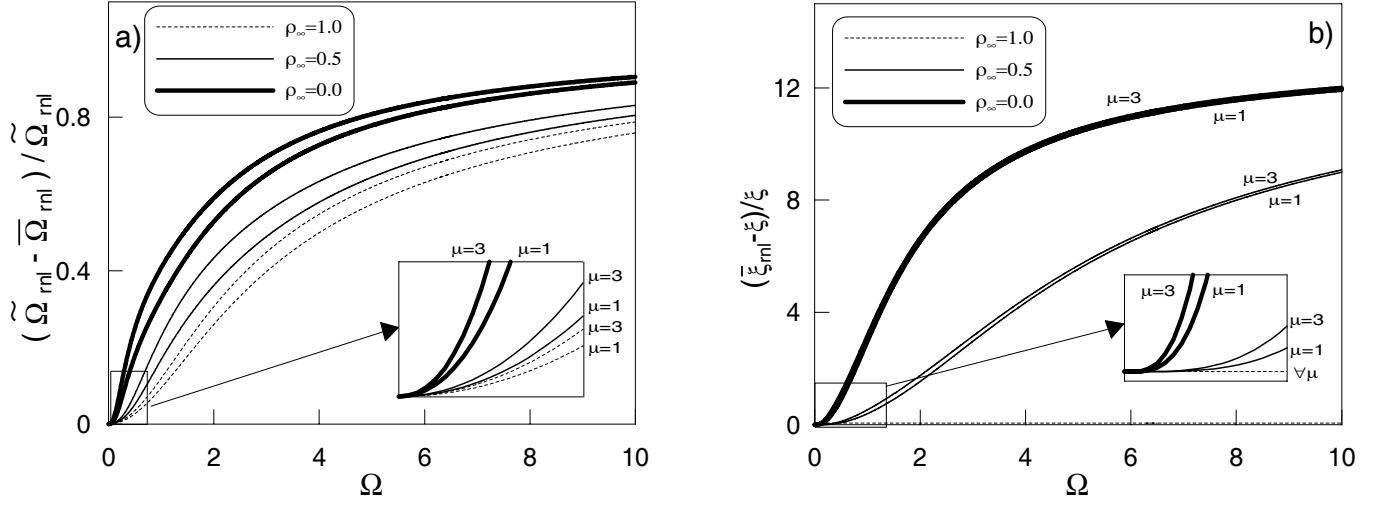 a)
ρ∞=1.0
ρ∞=0.5
ρ∞=0.0
(Ω̃rnl - Ω̅rnl) / Ω̃rnl
0.8
0.4
0
μ=3
μ=1
μ=3
μ=1
μ=3
μ=1
0 2 4 6 8 10
Ω
b)
ρ∞=1.0
ρ∞=0.5
ρ∞=0.0
(ξ̅rnl-ξ)/ξ
12
8
4
0
μ=3
μ=1
μ=3
μ=1
μ=3
μ=1
μ=3
μ=1
∀μ
0 2 4 6 8 10
Ω